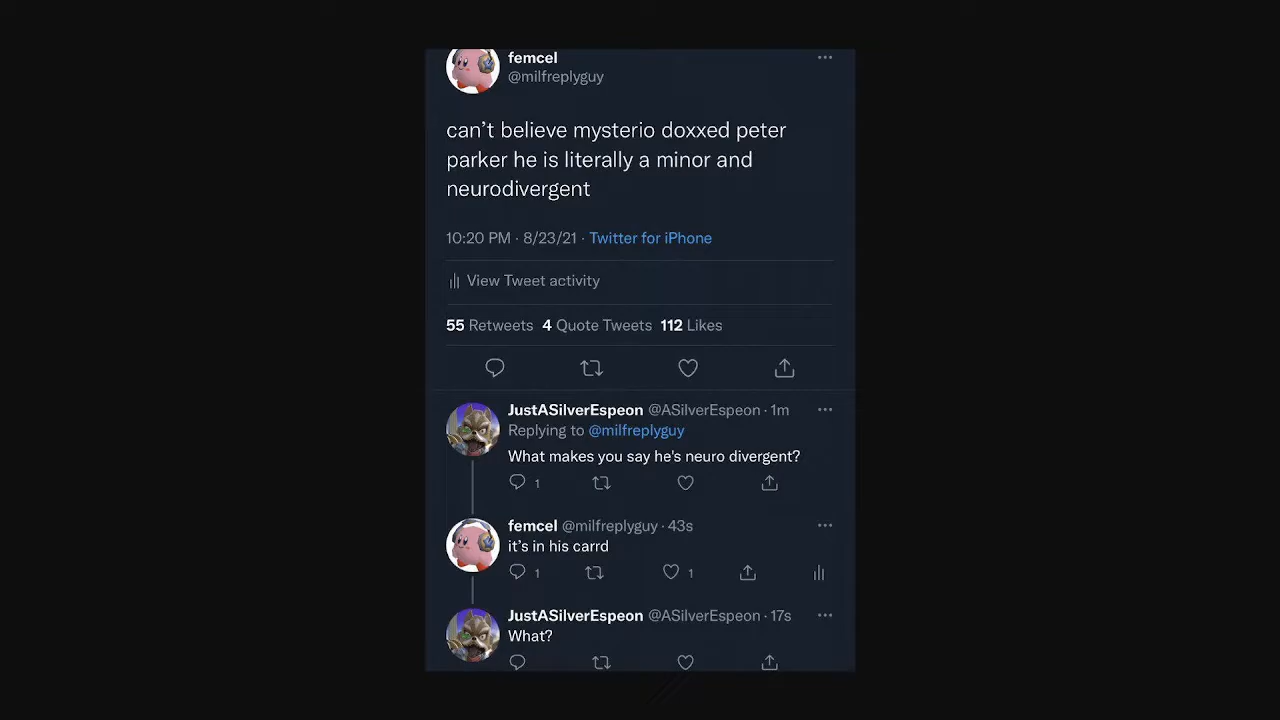 femcel
@milfreplyguy
can’t believe mysterio doxxed peter
parker he is literally a minor and
neurodivergent
10:20 PM · 8/23/21 · Twitter for iPhone
View Tweet activity
55 Retweets 4 Quote Tweets 112 Likes
JustASilverEspeon @ASilverEspeon · 1m
Replying to @milfreplyguy
What makes you say he’s neuro divergent?
1
femcel @milfreplyguy · 43s
it’s in his carrd
1 1
JustASilverEspeon @ASilverEspeon · 17s
What?